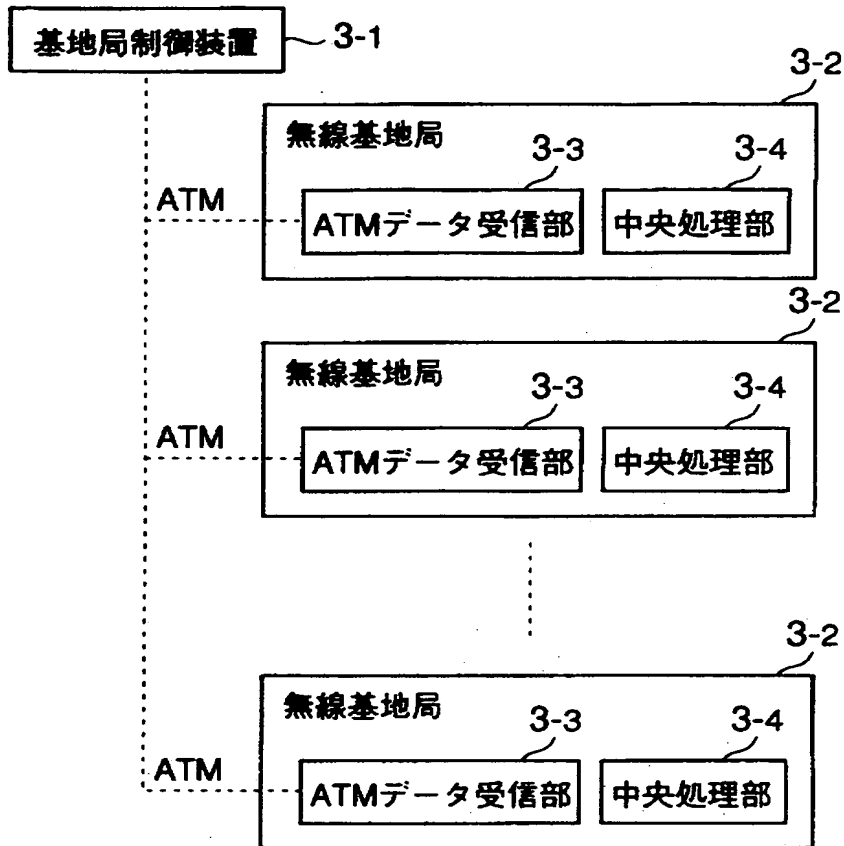 基地局制御装置 3-1
3-2
無線基地局
3-3 3-4
ATM
ATMデータ受信部 中央処理部
3-2
無線基地局
3-3 3-4
ATM
ATMデータ受信部 中央処理部
3-2
無線基地局
3-3 3-4
ATM
ATMデータ受信部 中央処理部